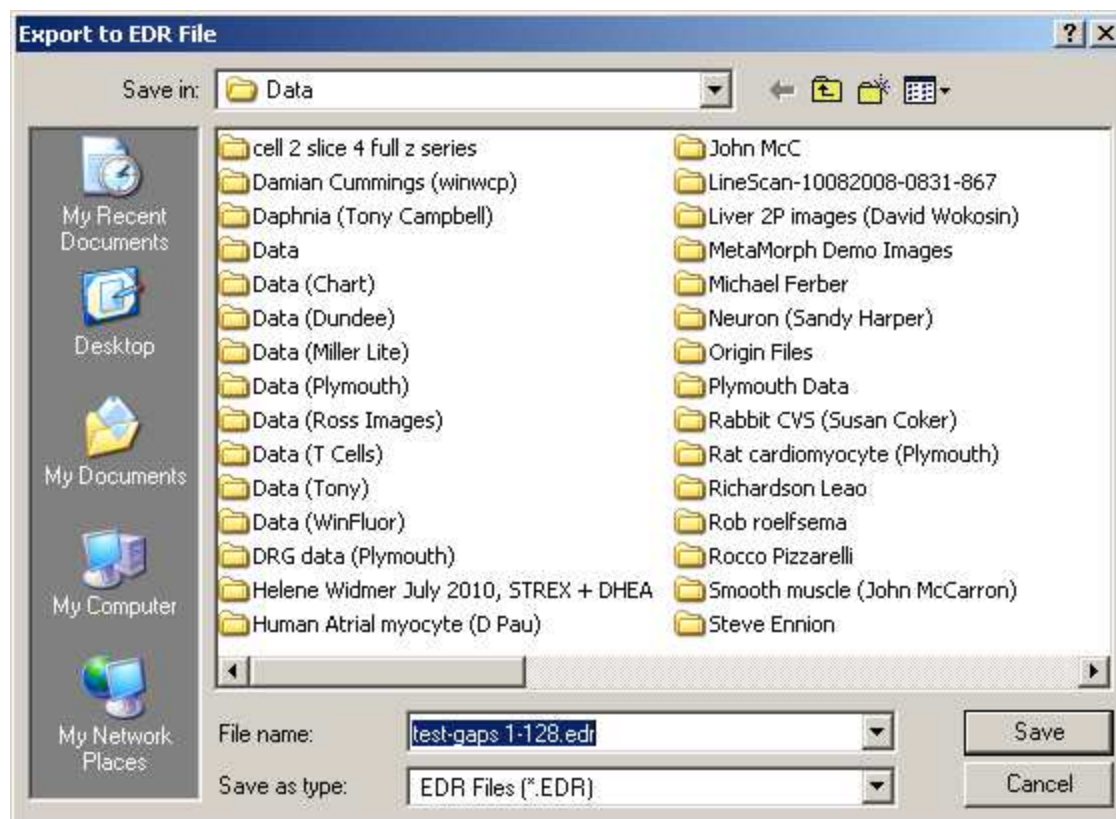 Export to EDR File
Save in: Data
My Recent Documents
Desktop
My Documents
My Computer
My Network Places
cell 2 slice 4 full z series
Damian Cummings (winwcp)
Daphnia (Tony Campbell)
Data
Data (Chart)
Data (Dundee)
Data (Miller Lite)
Data (Plymouth)
Data (Ross Images)
Data (T Cells)
Data (Tony)
Data (WinFluor)
DRG data (Plymouth)
Helene Widmer July 2010, STREX + DHEA
Human Atrial myocyte (D Pau)
John McC
LineScan-10082008-0831-867
Liver 2P images (David Wokosin)
MetaMorph Demo Images
Michael Ferber
Neuron (Sandy Harper)
Origin Files
Plymouth Data
Rabbit CVS (Susan Coker)
Rat cardiomyocyte (Plymouth)
Richardson Leao
Rob roelfsema
Rocco Pizzarelli
Smooth muscle (John McCarron)
Steve Ennion
File name: test-gaps 1-128.edr Save
Save as type: EDR Files (*.EDR) Cancel